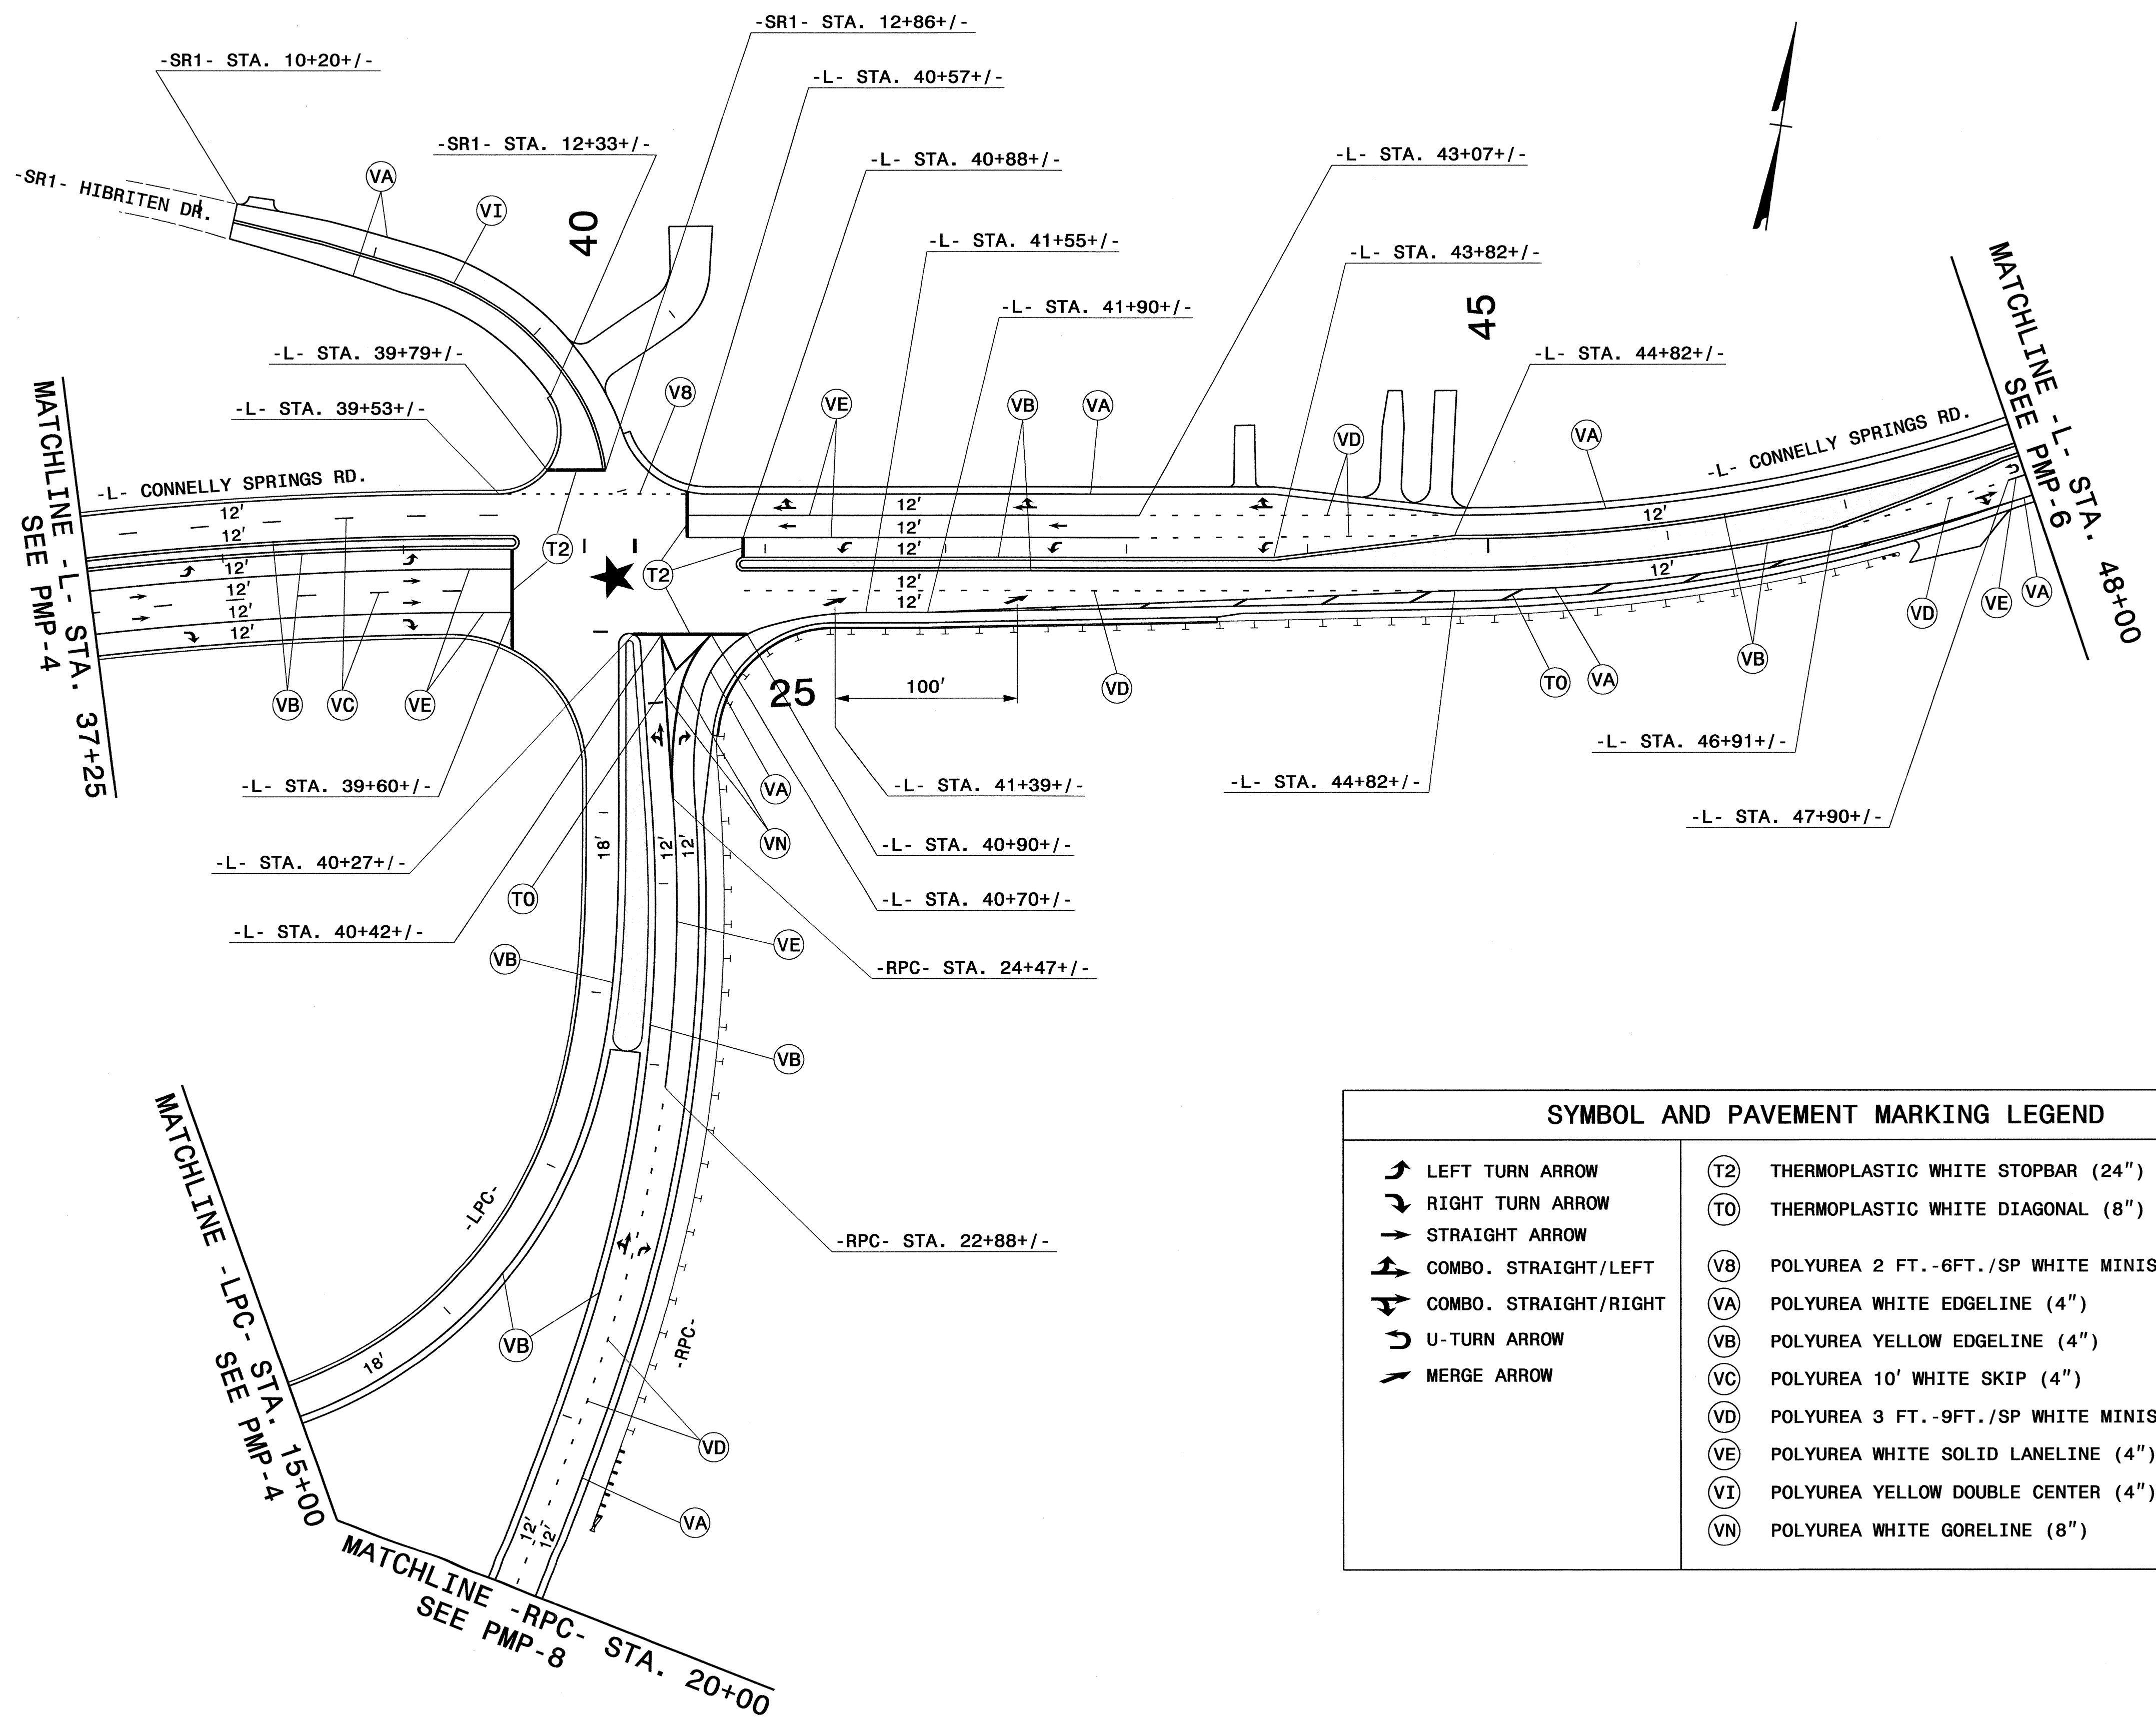 -SR1- STA. 12+86+/-
-SR1- STA. 10+20+/-
-L- STA. 40+57+/-
-SR1- STA. 12+33+/-
-L- STA. 40+88+/-
-L- STA. 43+07+/-
-SR1- HIBRITEN DR.
VA
VI
40
-L- STA. 41+55+/-
-L- STA. 43+82+/-
-L- STA. 41+90+/-
45
-L- STA. 39+79+/-
-L- STA. 44+82+/-
-L- STA. 39+53+/-
V8
VE
VB
VA
VD
VA
-L- CONNELLY SPRINGS RD.
MATCHLINE -L- STA. 48+00
SEE PMP-6
MATCHLINE -L- STA. 37+25
SEE PMP-4
-L- CONNELLY SPRINGS RD.
12'
12'
12'
12'
12'
12'
12'
12'
12'
12'
12'
12'
12'
T2
T2
VB
VC
VE
25
100'
VD
TO
VA
VB
VD
VE
VA
-L- STA. 46+91+/-
-L- STA. 39+60+/-
-L- STA. 41+39+/-
-L- STA. 44+82+/-
-L- STA. 47+90+/-
VA
VN
-L- STA. 40+27+/-
-L- STA. 40+90+/-
18'
12'
12'
TO
-L- STA. 40+70+/-
-L- STA. 40+42+/-
VE
VB
-RPC- STA. 24+47+/-
VB
-LPC-
-RPC- STA. 22+88+/-
MATCHLINE -LPC- STA. 15+00
SEE PMP-4
18'
VB
-RPC-
VD
VA
12'
12'
MATCHLINE -RPC- STA. 20+00
SEE PMP-8
SYMBOL AND PAVEMENT MARKING LEGEND
LEFT TURN ARROW
RIGHT TURN ARROW
STRAIGHT ARROW
COMBO. STRAIGHT/LEFT
COMBO. STRAIGHT/RIGHT
U-TURN ARROW
MERGE ARROW
T2 THERMOPLASTIC WHITE STOPBAR (24")
TO THERMOPLASTIC WHITE DIAGONAL (8")
V8 POLYUREA 2 FT.-6FT./SP WHITE MINIS
VA POLYUREA WHITE EDGELINE (4")
VB POLYUREA YELLOW EDGELINE (4")
VC POLYUREA 10' WHITE SKIP (4")
VD POLYUREA 3 FT.-9FT./SP WHITE MINIS
VE POLYUREA WHITE SOLID LANELINE (4")
VI POLYUREA YELLOW DOUBLE CENTER (4")
VN POLYUREA WHITE GORELINE (8")